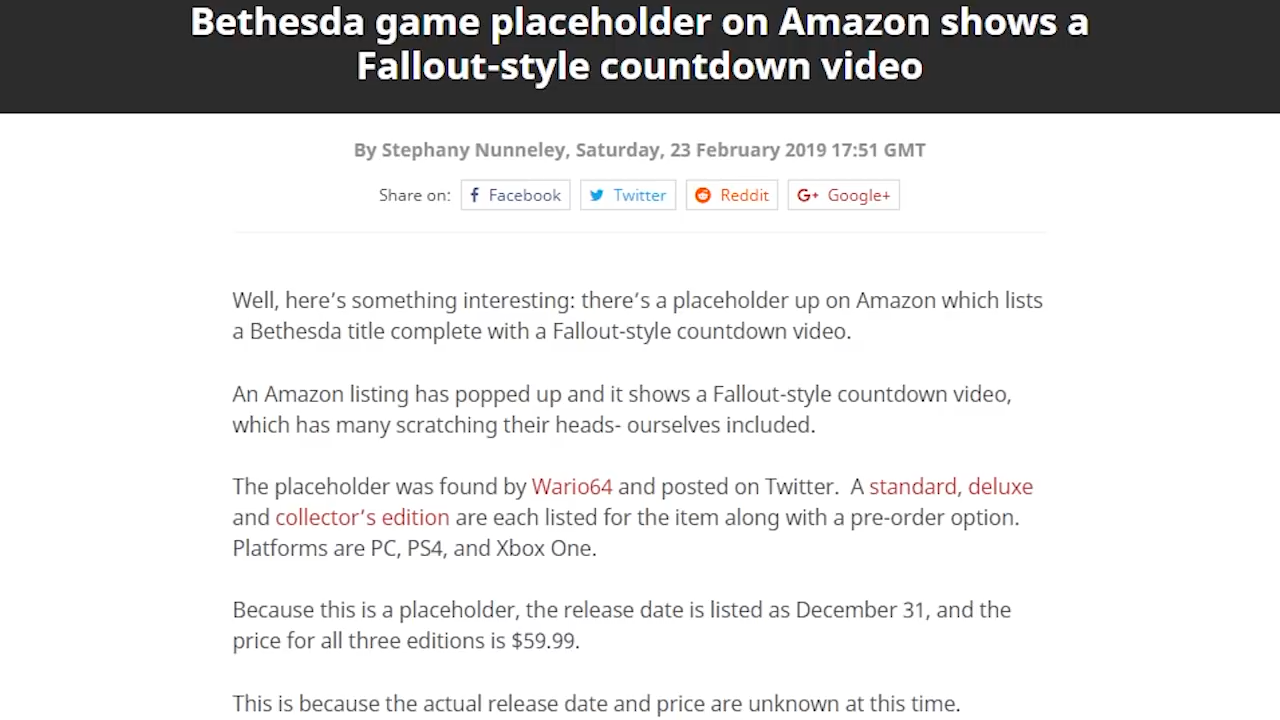 Bethesda game placeholder on Amazon shows a
Fallout-style countdown video
By Stephany Nunneley, Saturday, 23 February 2019 17:51 GMT
Share on: Facebook Twitter Reddit G+ Google+
Well, here’s something interesting: there’s a placeholder up on Amazon which lists
a Bethesda title complete with a Fallout-style countdown video.
An Amazon listing has popped up and it shows a Fallout-style countdown video,
which has many scratching their heads- ourselves included.
The placeholder was found by Wario64 and posted on Twitter. A standard, deluxe
and collector’s edition are each listed for the item along with a pre-order option.
Platforms are PC, PS4, and Xbox One.
Because this is a placeholder, the release date is listed as December 31, and the
price for all three editions is $59.99.
This is because the actual release date and price are unknown at this time.